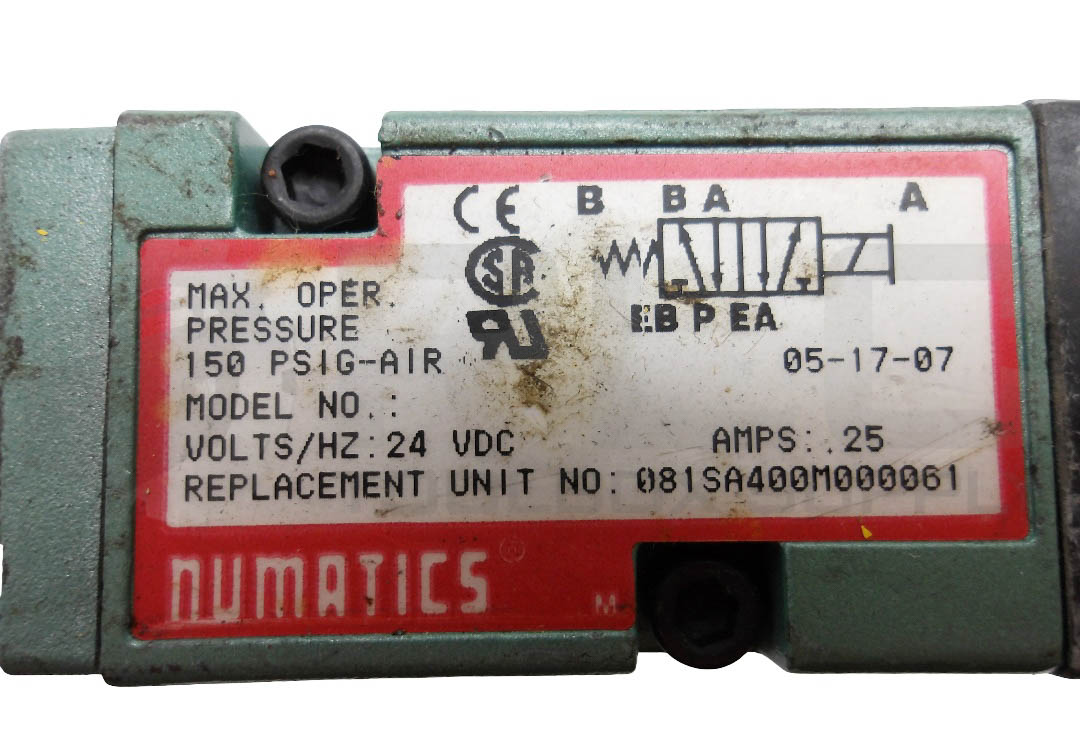 CE B B A A
SA
MAX. OPER.
PRESSURE
EB P EA
150 PSIG-AIR
05-17-07
MODEL NO.:
VOLTS/HZ: 24 VDC AMPS: .25
REPLACEMENT UNIT NO: 081SA400M000061
NUMATICS®
M